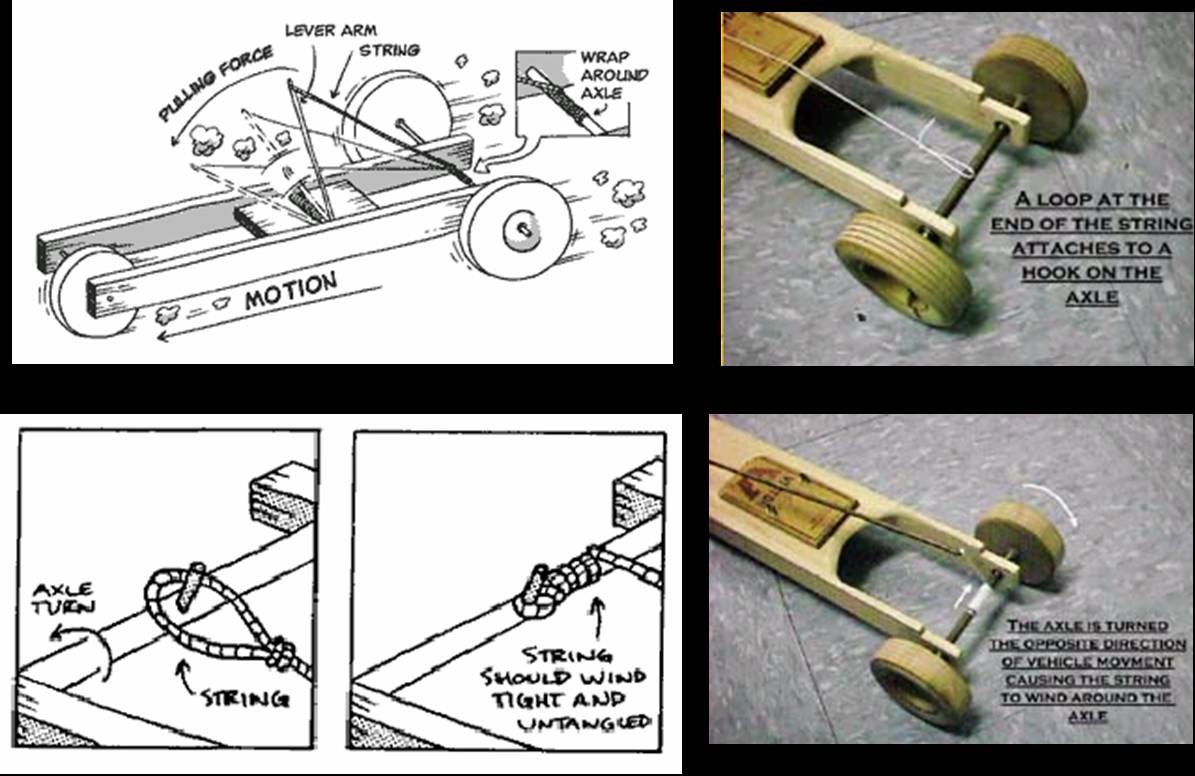 LEVER ARM
STRING
PULLING FORCE
WRAP
AROUND
AXLE
MOTION
A LOOP AT THE
END OF THE STRING
ATTACHES TO A
HOOK ON THE
AXLE
AXLE
TURN
STRING
STRING
SHOULD WIND
TIGHT AND
UNTANGLED
THE AXLE IS TURNED
THE OPPOSITE DIRECTION
OF VEHICLE MOVMENT
CAUSING THE STRING
TO WIND AROUND THE
AXLE